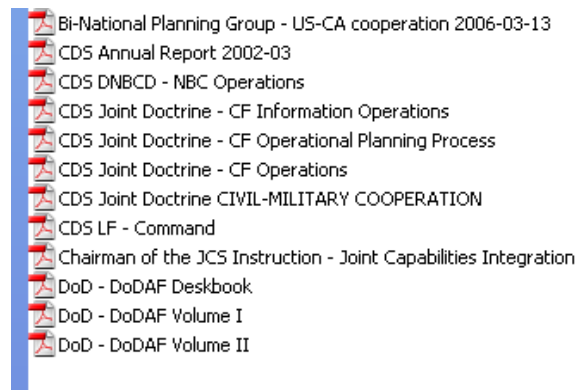 Bi-National Planning Group - US-CA cooperation 2006-03-13
CDS Annual Report 2002-03
CDS DNBCD - NBC Operations
CDS Joint Doctrine - CF Information Operations
CDS Joint Doctrine - CF Operational Planning Process
CDS Joint Doctrine - CF Operations
CDS Joint Doctrine CIVIL-MILITARY COOPERATION
CDS LF - Command
Chairman of the JCS Instruction - Joint Capabilities Integration
DoD - DoDAF Deskbook
DoD - DoDAF Volume I
DoD - DoDAF Volume II